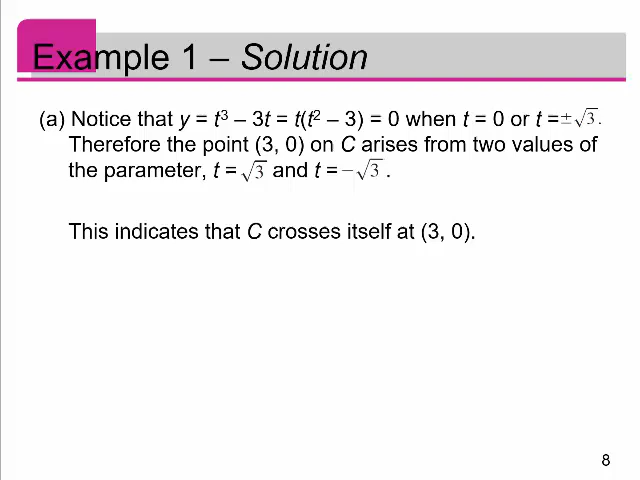 Example 1 – Solution
(a) Notice that y = t³ – 3t = t(t² – 3) = 0 when t = 0 or t = ±√3.
Therefore the point (3, 0) on C arises from two values of
the parameter, t = √3 and t = −√3 .
This indicates that C crosses itself at (3, 0).
8